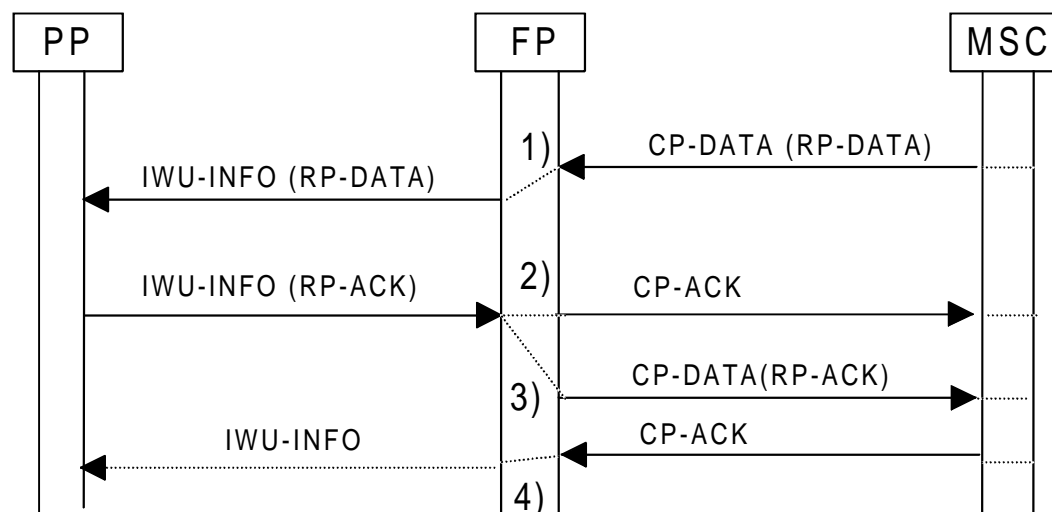 PP
FP
MSC
1)
CP-DATA (RP-DATA)
IWU-INFO (RP-DATA)
2)
IWU-INFO (RP-ACK)
CP-ACK
3)
CP-DATA(RP-ACK)
IWU-INFO
CP-ACK
4)